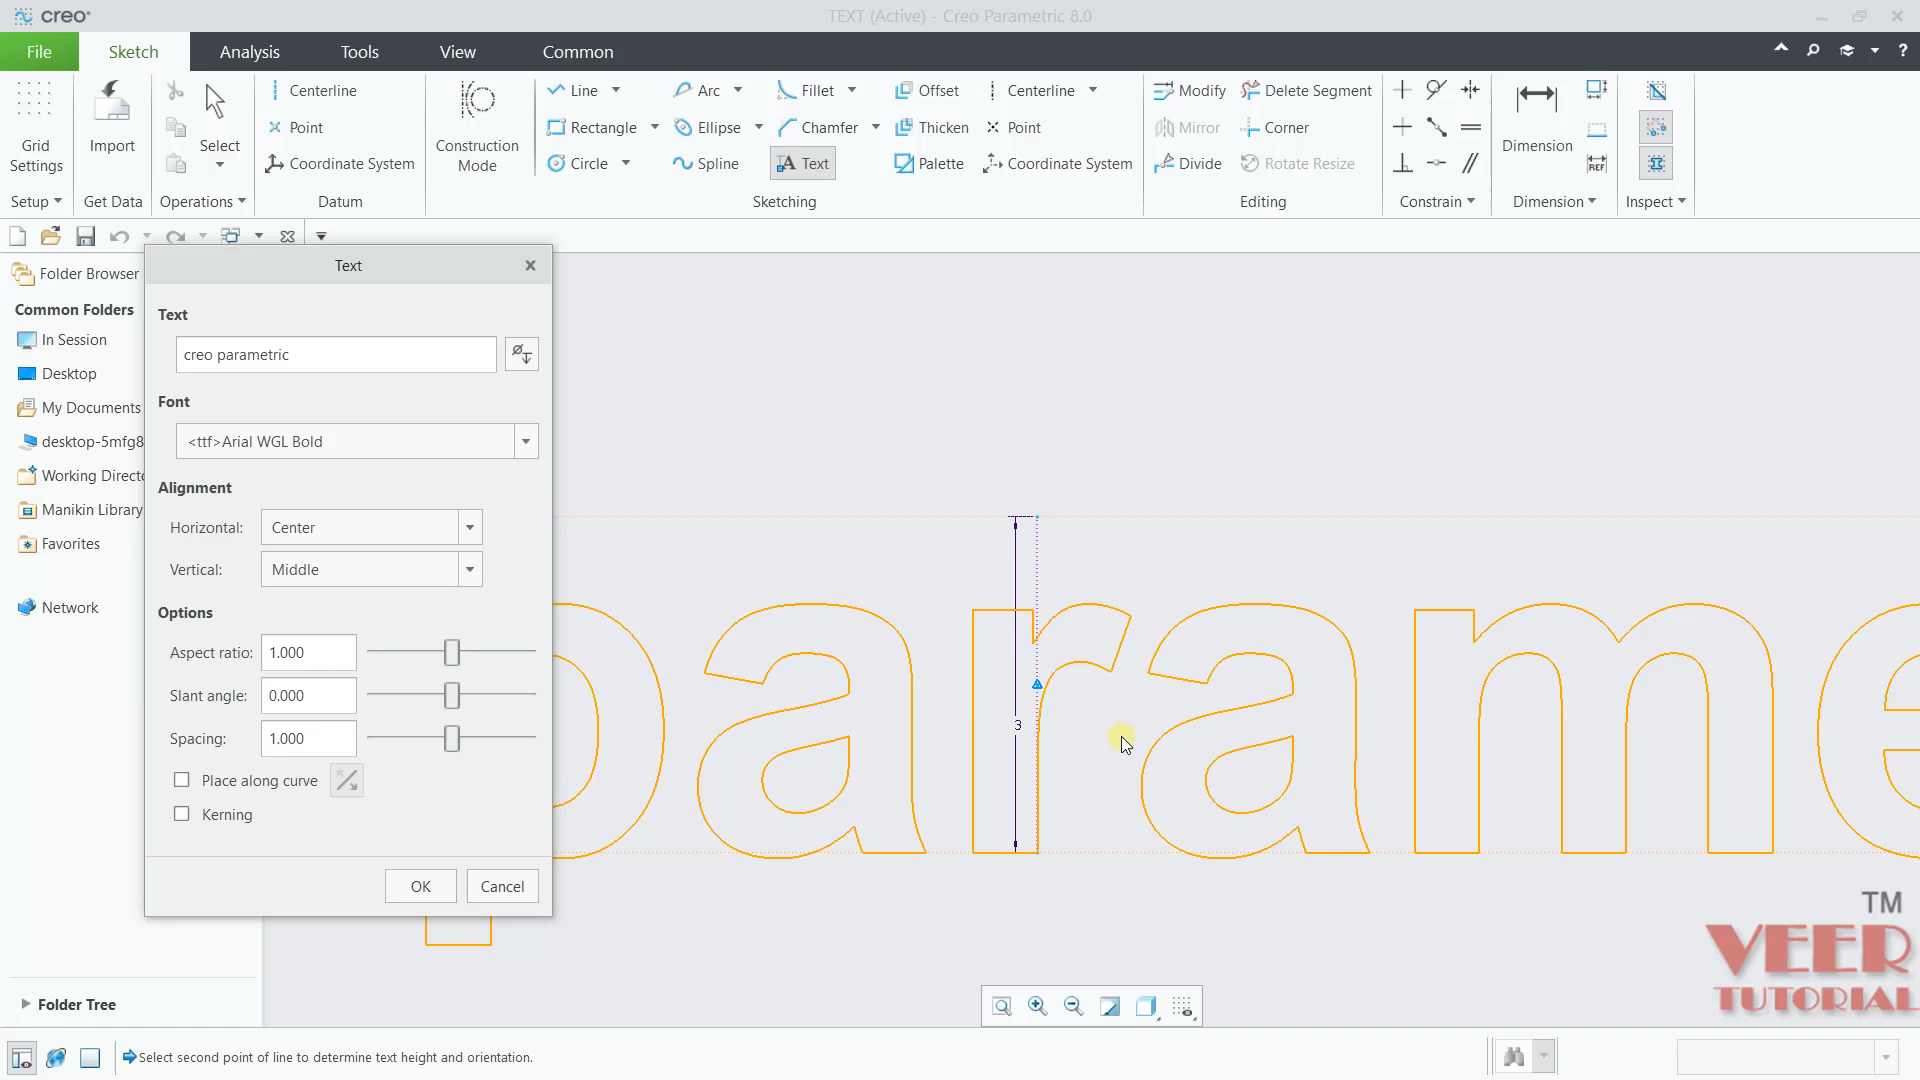 creo
TEXT (Active) - Creo Parametric 8.0
File Sketch Analysis Tools View Common
Grid Settings
Setup
Import
Get Data
Select
Operations
Centerline
Point
Coordinate System
Datum
Construction Mode
Line Arc Fillet Offset Centerline
Rectangle Ellipse Chamfer Thicken Point
Circle Spline Text Palette Coordinate System
Sketching
Modify Delete Segment
Mirror Corner
Divide Rotate Resize
Editing
Constrain
Dimension
REF
Dimension
Inspect
Folder Browser
Common Folders
In Session
Desktop
My Documents
desktop-5mfg8
Working Direct
Manikin Library
Favorites
Network
Folder Tree
Text
Text
creo parametric
Font
<ttf>Arial WGL Bold
Alignment
Horizontal: Center
Vertical: Middle
Options
Aspect ratio: 1.000
Slant angle: 0.000
Spacing: 1.000
Place along curve
Kerning
OK Cancel
parame
3
TM
VEER
TUTORIAL
Select second point of line to determine text height and orientation.